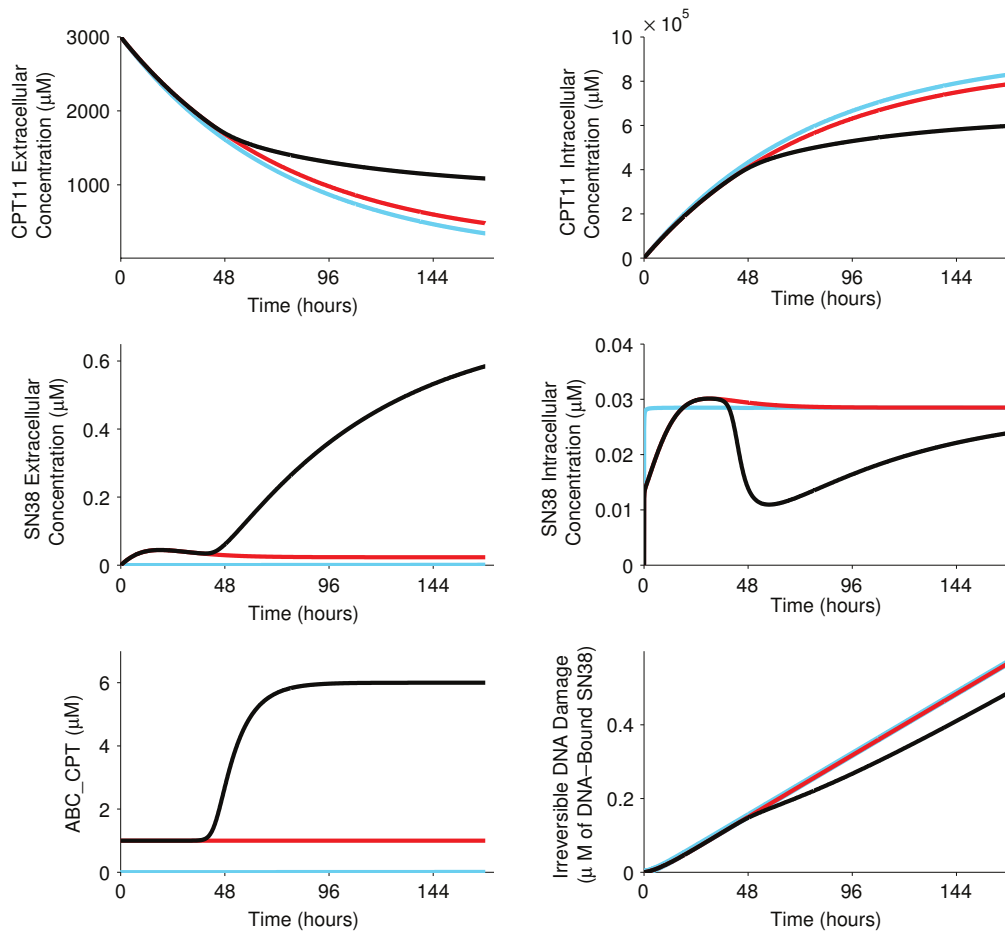 CPT11 Extracellular
Concentration (μM)
3000
2000
1000
0
48
96
144
Time (hours)
CPT11 Intracellular
Concentration (μM)
× 10^5
10
8
6
4
2
0
0
48
96
144
Time (hours)
SN38 Extracellular
Concentration (μM)
0.6
0.4
0.2
0
0
48
96
144
Time (hours)
SN38 Intracellular
Concentration (μM)
0.04
0.03
0.02
0.01
0
0
48
96
144
Time (hours)
ABC_CPT (μM)
6
4
2
0
0
48
96
144
Time (hours)
Irreversible DNA Damage
(μ M of DNA−Bound SN38)
0.4
0.2
0
0
48
96
144
Time (hours)